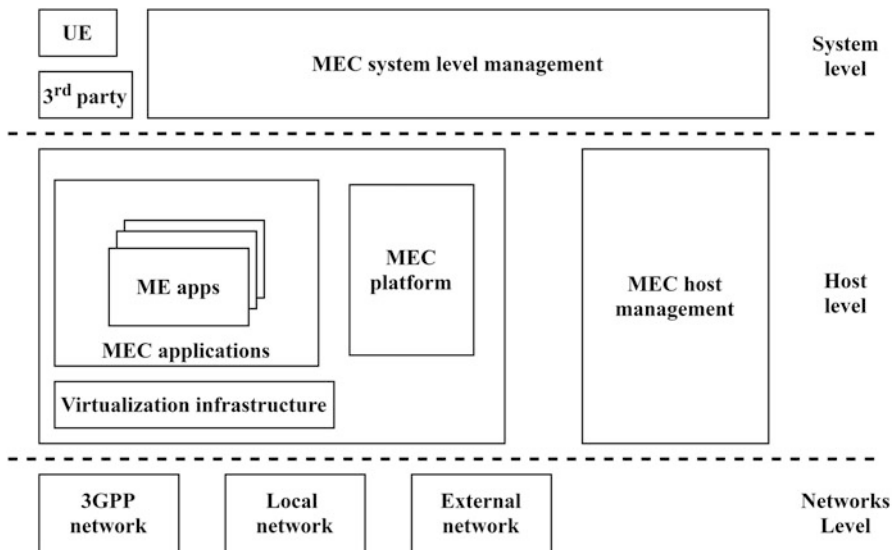 UE
3rd party
MEC system level management
System
level
ME apps
MEC applications
MEC
platform
Virtualization infrastructure
MEC host
management
Host
level
3GPP
network
Local
network
External
network
Networks
Level